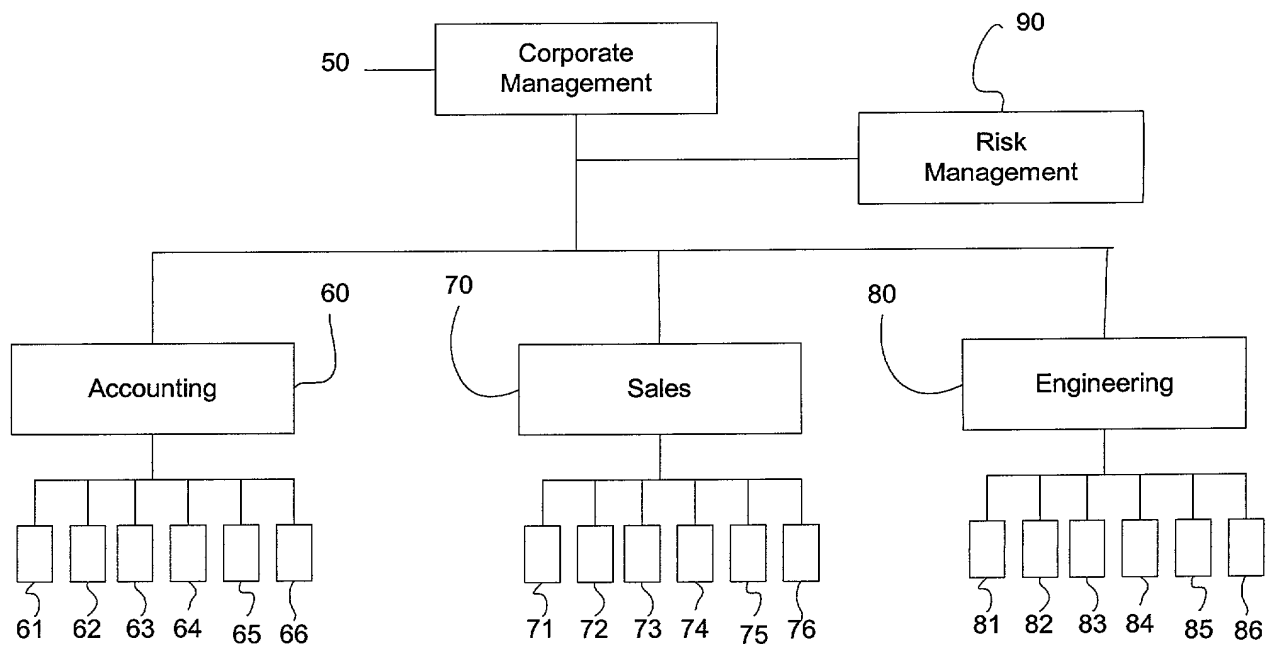 50
Corporate
Management
90
Risk
Management
60
70
80
Accounting
Sales
Engineering
61 62 63 64 65 66
71 72 73 74 75 76
81 82 83 84 85 86